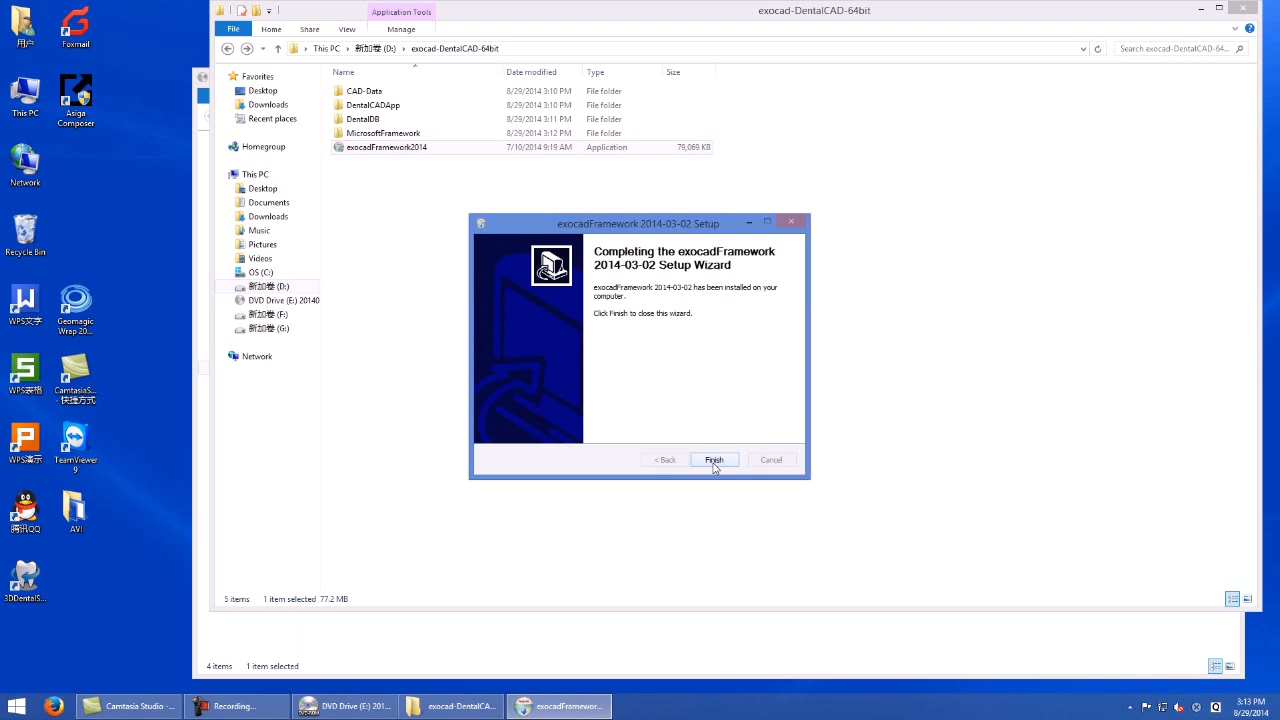 用户
Foxmail
This PC
Asiga
Composer
Network
Recycle Bin
WPS文字
Geomagic
Wrap 20...
WPS表格
CamtasiaS...
- 快捷方式
WPS演示
TeamViewer
9
腾讯QQ
AVI
3DDentalS...
Application Tools
exocad-DentalCAD-64bit
File
Home
Share
View
Manage
This PC
新加卷 (D:)
exocad-DentalCAD-64bit
Search exocad-DentalCAD-64...
Name
Date modified
Type
Size
Favorites
Desktop
Downloads
Recent places
Homegroup
This PC
Desktop
Documents
Downloads
Music
Pictures
Videos
OS (C:)
新加卷 (D:)
DVD Drive (E:) 20140
新加卷 (F:)
新加卷 (G:)
Network
CAD-Data 8/29/2014 3:10 PM File folder
DentalCADApp 8/29/2014 3:10 PM File folder
DentalDB 8/29/2014 3:11 PM File folder
MicrosoftFramework 8/29/2014 3:12 PM File folder
exocadFramework2014 7/10/2014 9:19 AM Application 79,069 KB
exocadFramework 2014-03-02 Setup
Completing the exocadFramework
2014-03-02 Setup Wizard
exocadFramework 2014-03-02 has been installed on your
computer.
Click Finish to close this wizard.
< Back
Finish
Cancel
5 items 1 item selected 77.2 MB
4 items 1 item selected
Camtasia Studio -...
Recording...
DVD Drive (E:) 201...
exocad-DentalCA...
exocadFramewor...
3:13 PM
8/29/2014